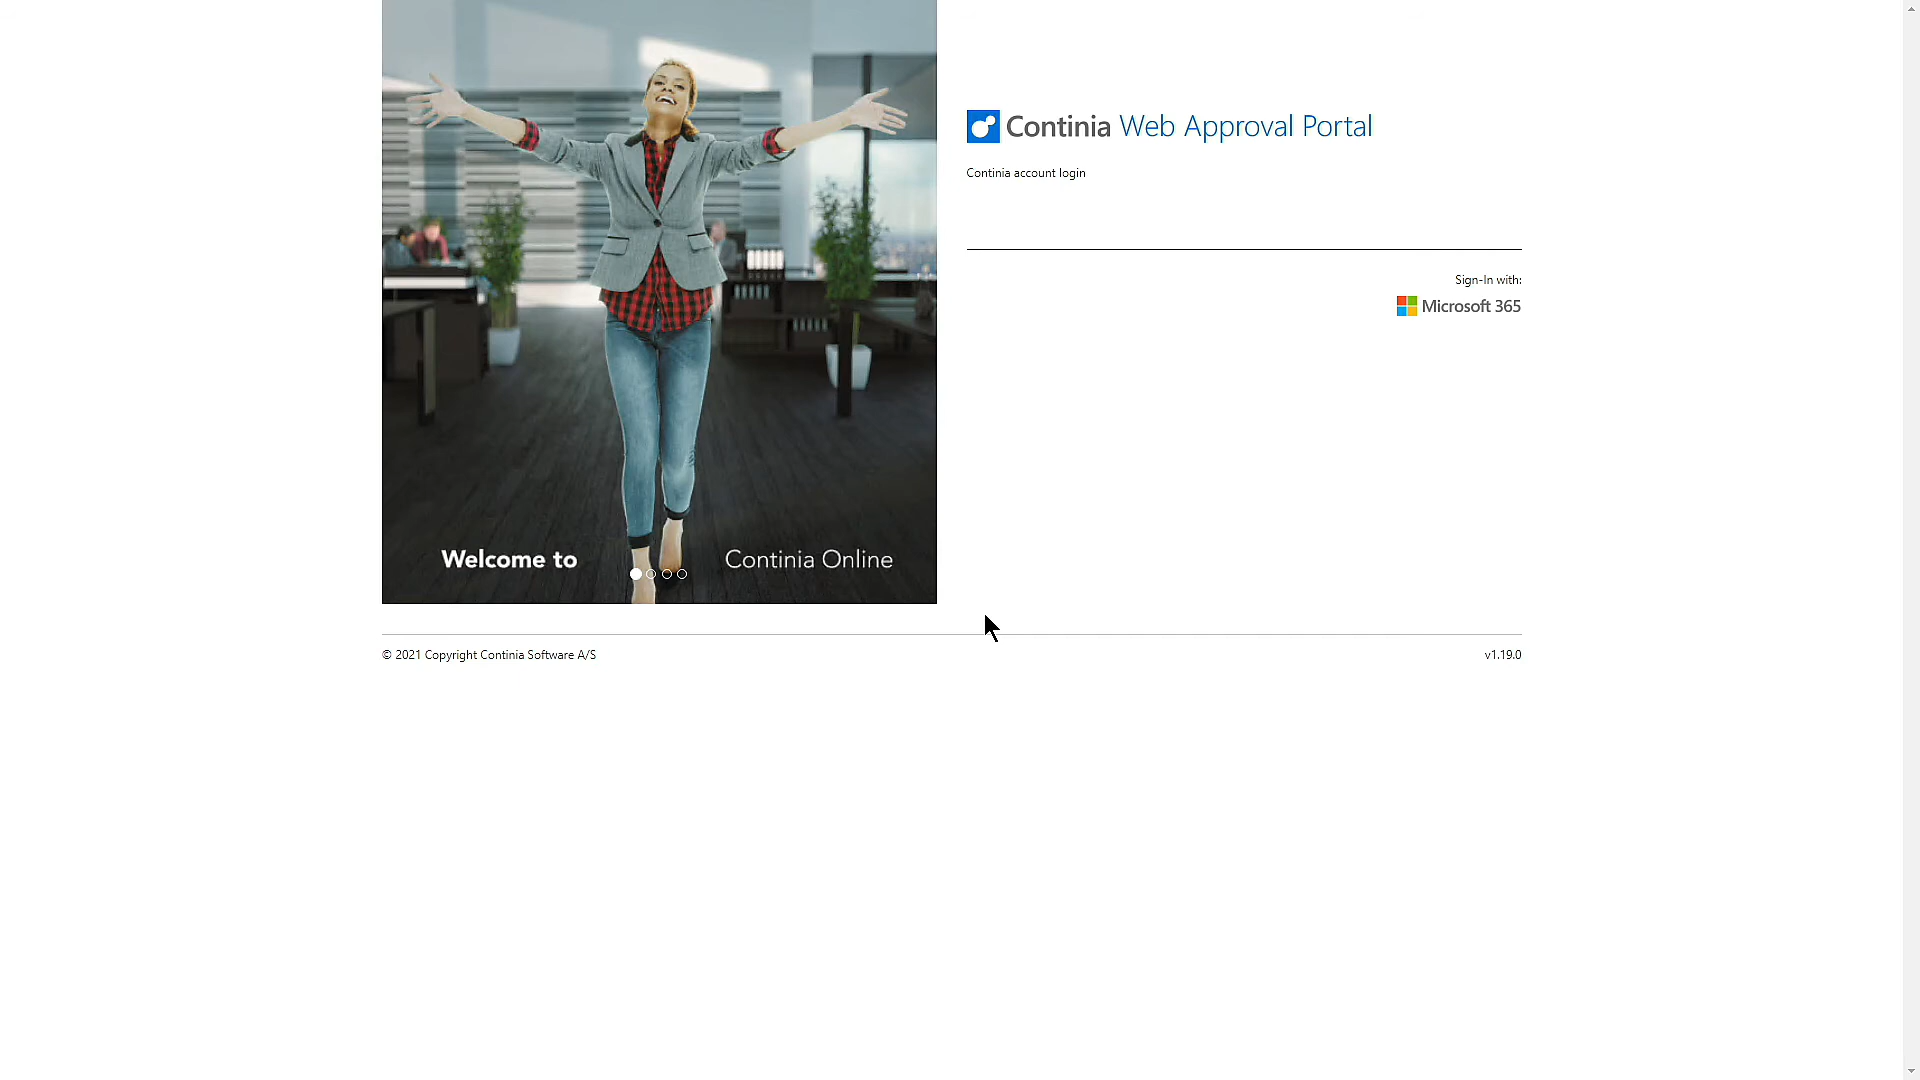 Continia Web Approval Portal
Continia account login
Sign-In with:
Microsoft 365
Welcome to Continia Online
© 2021 Copyright Continia Software A/S
v1.19.0